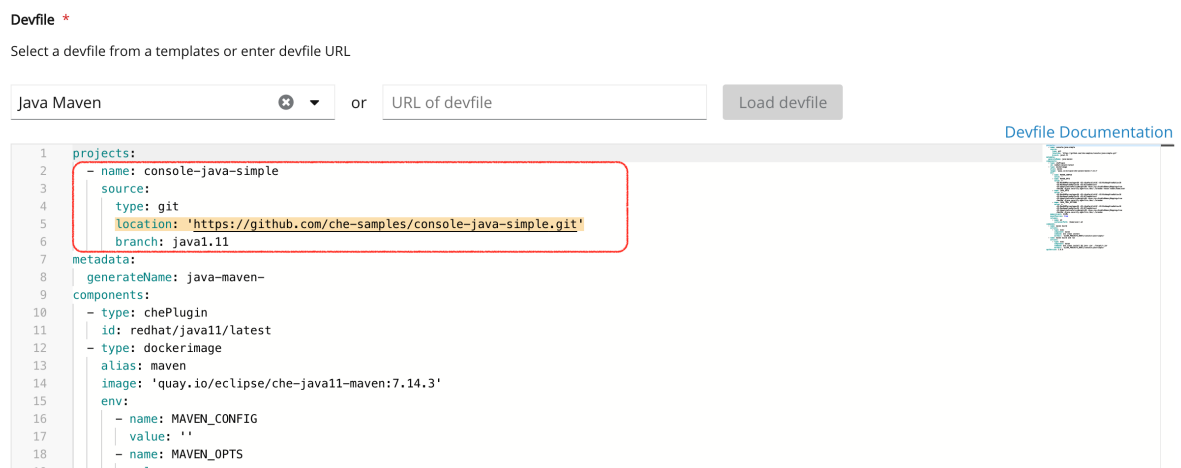 Devfile *
Select a devfile from a templates or enter devfile URL
Java Maven or URL of devfile Load devfile
Devfile Documentation
1 projects:
2 - name: console-java-simple
3 source:
4 type: git
5 location: 'https://github.com/che-samples/console-java-simple.git'
6 branch: java1.11
7 metadata:
8 generateName: java-maven-
9 components:
10 - type: chePlugin
11 id: redhat/java11/latest
12 - type: dockerimage
13 alias: maven
14 image: 'quay.io/eclipse/che-java11-maven:7.14.3'
15 env:
16 - name: MAVEN_CONFIG
17 value: ''
18 - name: MAVEN_OPTS